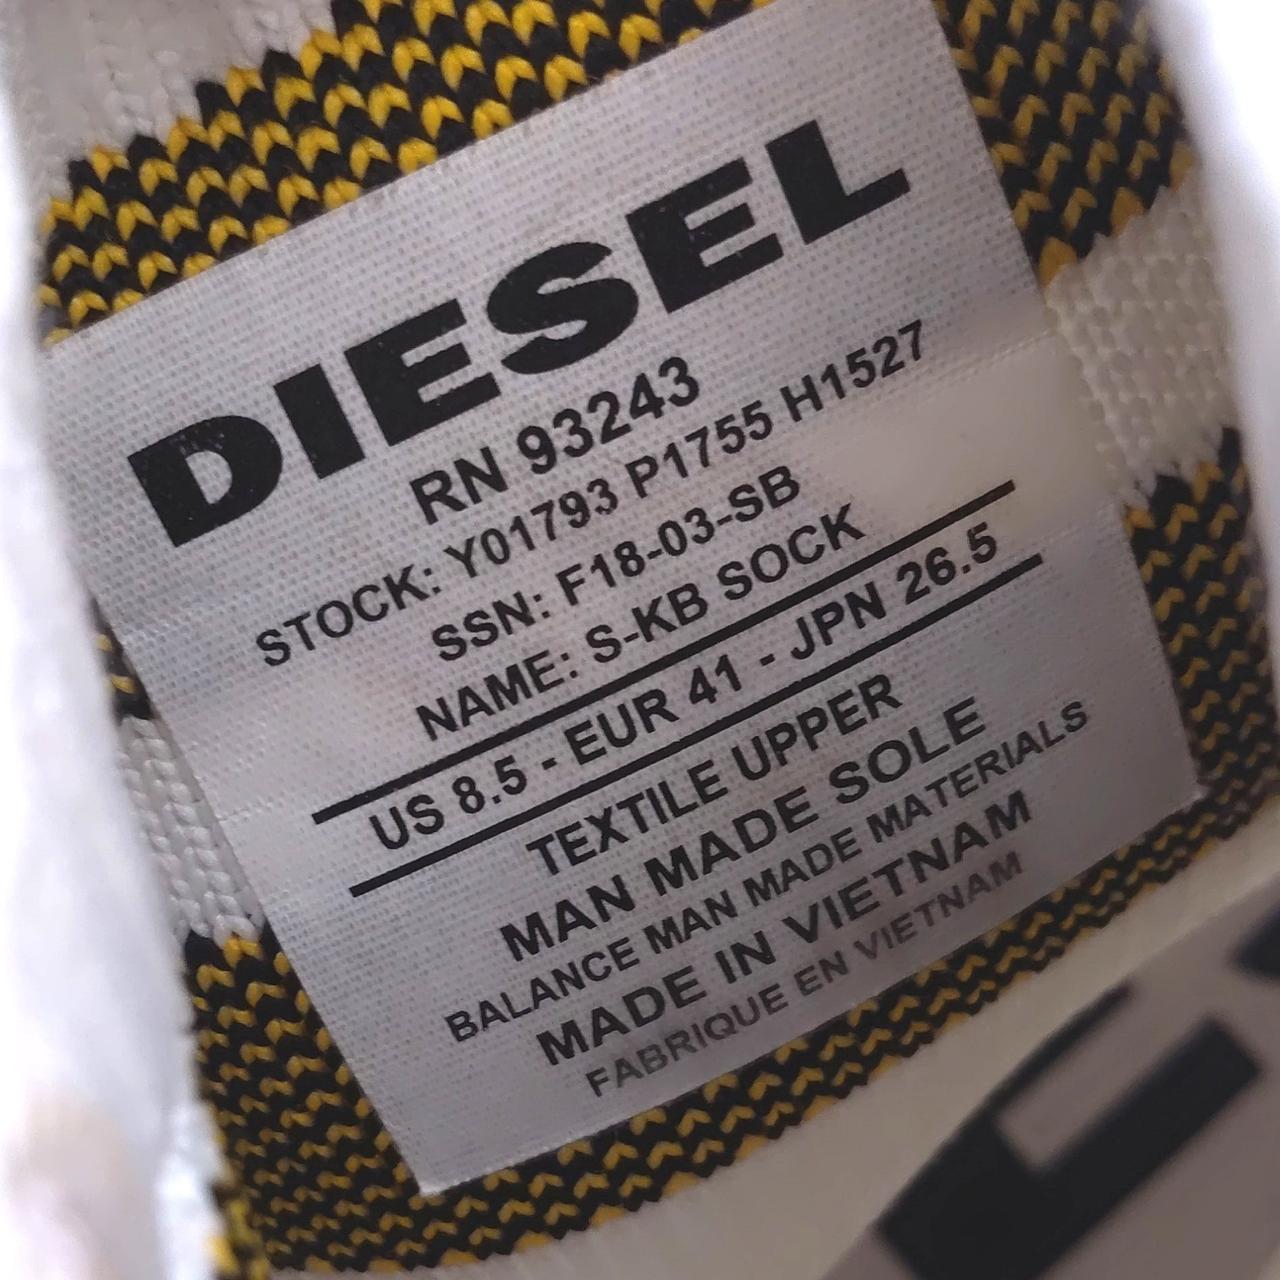 DIESEL
RN 93243
STOCK: Y01793 P1755 H1527
SSN: F18-03-SB
NAME: S-KB SOCK
US 8.5 - EUR 41 - JPN 26.5
TEXTILE UPPER
MAN MADE SOLE
BALANCE MAN MADE MATERIALS
MADE IN VIETNAM
FABRIQUE EN VIETNAM